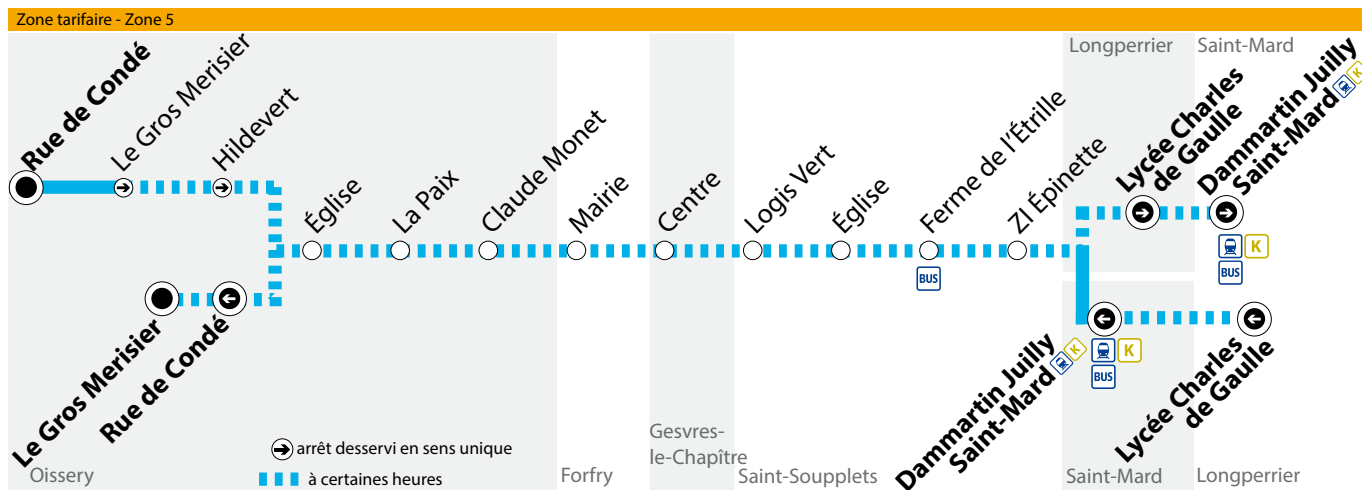 Zone tarifaire - Zone 5
Longperrier
Saint-Mard
Rue de Condé
Le Gros Merisier
Hildevert
Église
La Paix
Claude Monet
Mairie
Centre
Logis Vert
Église
Ferme de l'Étrille
BUS
ZI Épinette
Lycée Charles
de Gaulle
Dammartin Juilly
Saint-Mard
K
K
BUS
Le Gros Merisier
Rue de Condé
Dammartin Juilly
Saint-Mard
K
K
BUS
Lycée Charles
de Gaulle
arrêt desservi en sens unique
à certaines heures
Oissery
Forfry
Gesvres-
le-Chapître
Saint-Soupplets
Saint-Mard
Longperrier